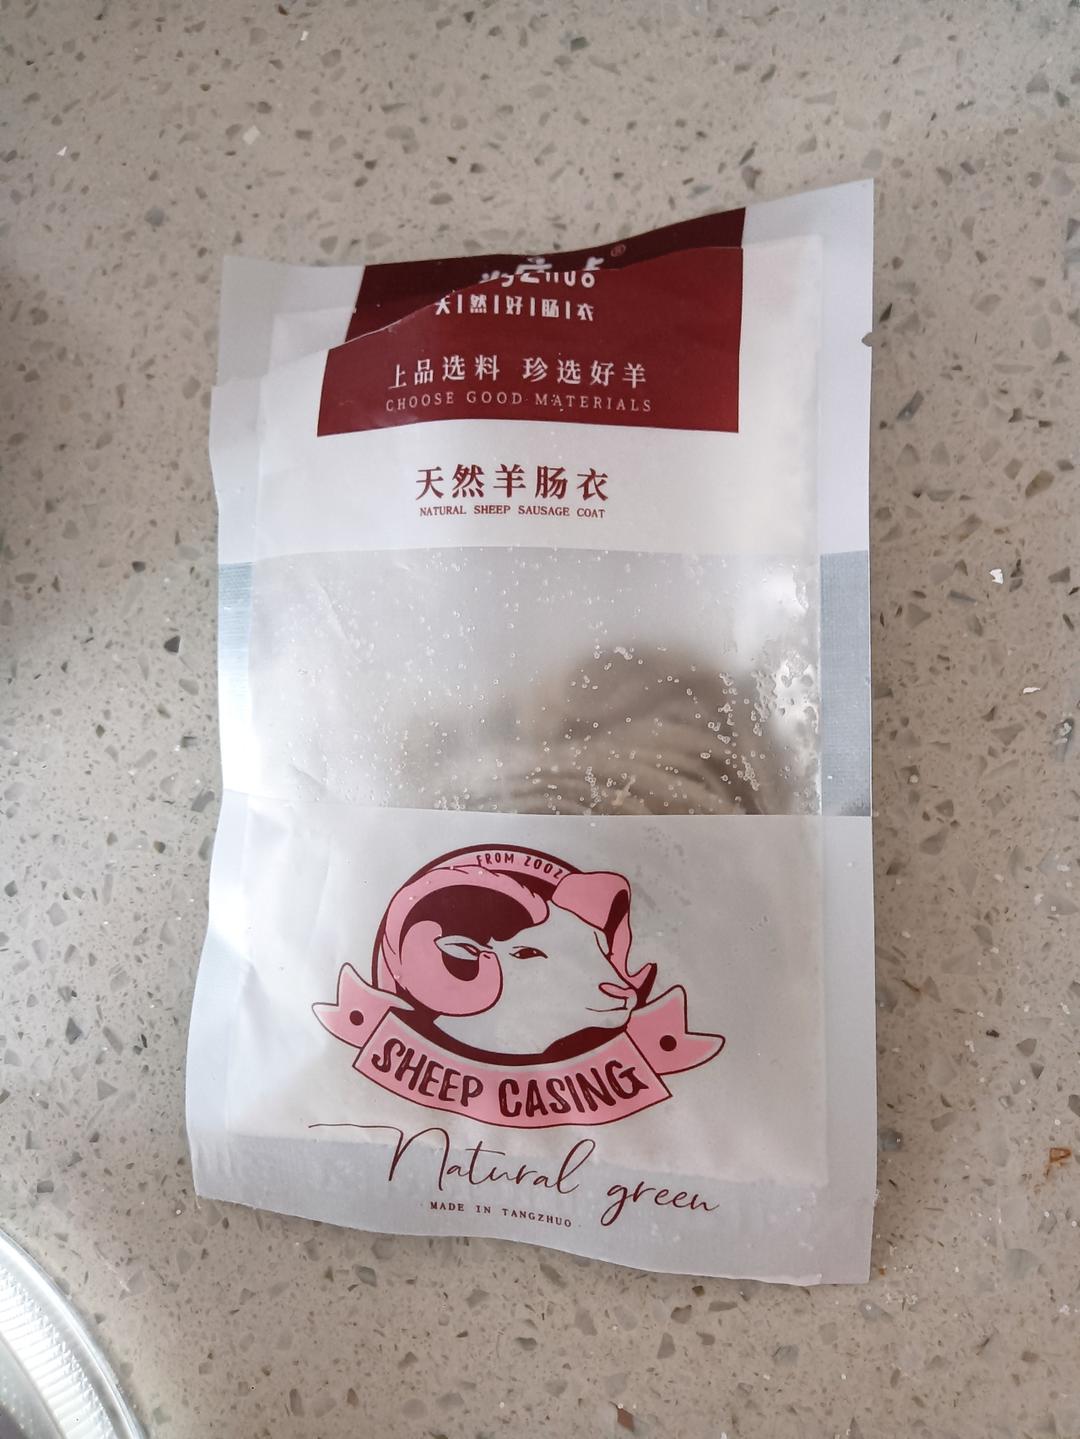 ®
天|然|好|肠|衣
上品选料 珍选好羊
CHOOSE GOOD MATERIALS
天然羊肠衣
NATURAL SHEEP SAUSAGE COAT
FROM 2002
SHEEP CASING
Natural green
MADE IN TANGZHUO